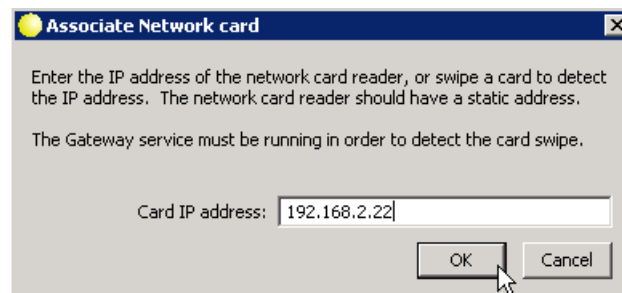 Associate Network card
Enter the IP address of the network card reader, or swipe a card to detect
the IP address. The network card reader should have a static address.
The Gateway service must be running in order to detect the card swipe.
Card IP address: 192.168.2.22
OK Cancel